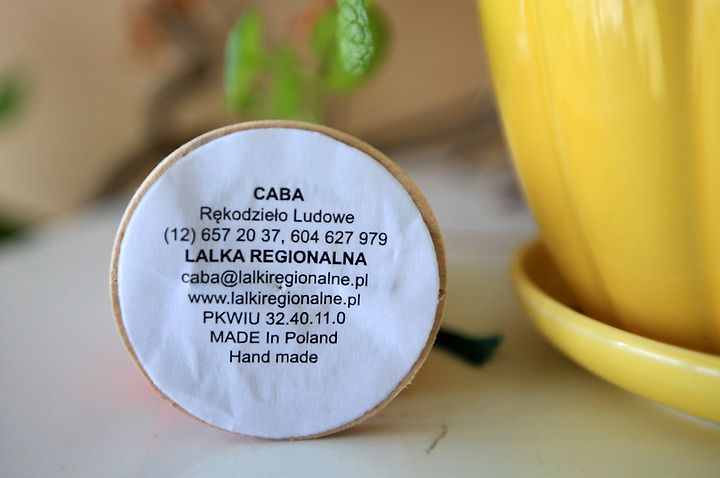 CABA
Rękodzieło Ludowe
(12) 657 20 37, 604 627 979
LALKA REGIONALNA
caba@lalkiregionalne.pl
www.lalkiregionalne.pl
PKWIU 32.40.11.0
MADE In Poland
Hand made